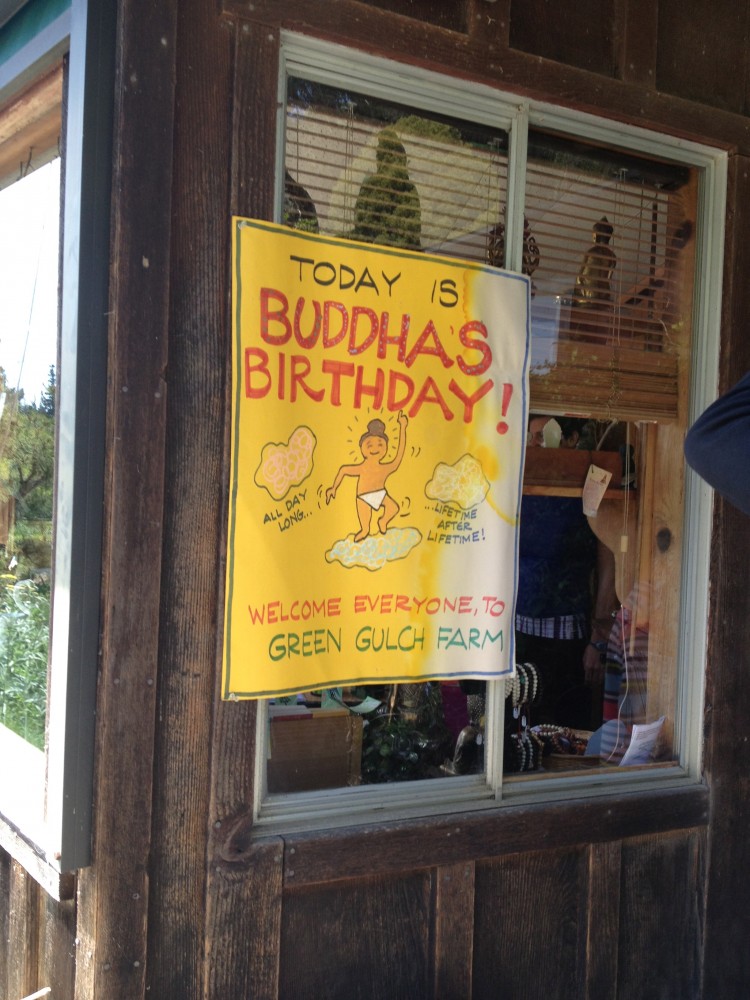 TODAY IS
BUDDHA'S
BIRTHDAY!
ALL DAY
LONG...
...LIFETIME
AFTER
LIFETIME!
WELCOME EVERYONE, TO
GREEN GULCH FARM